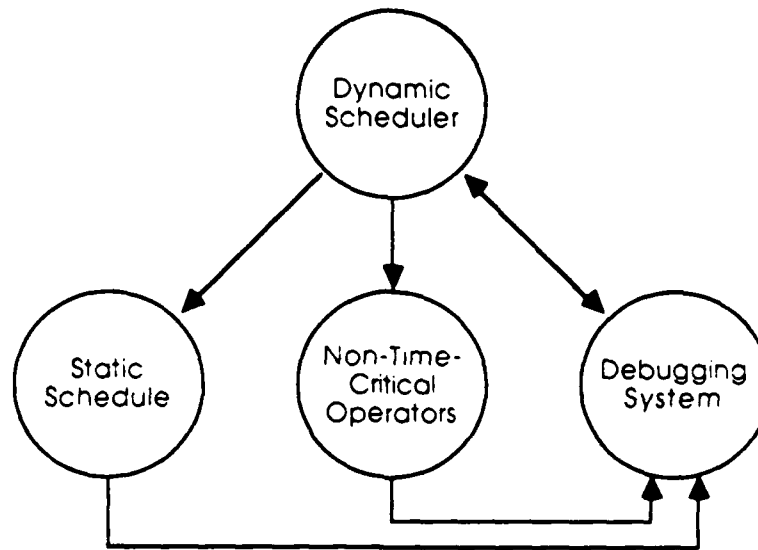 Dynamic
Scheduler
Static
Schedule
Non-Time-
Critical
Operators
Debugging
System